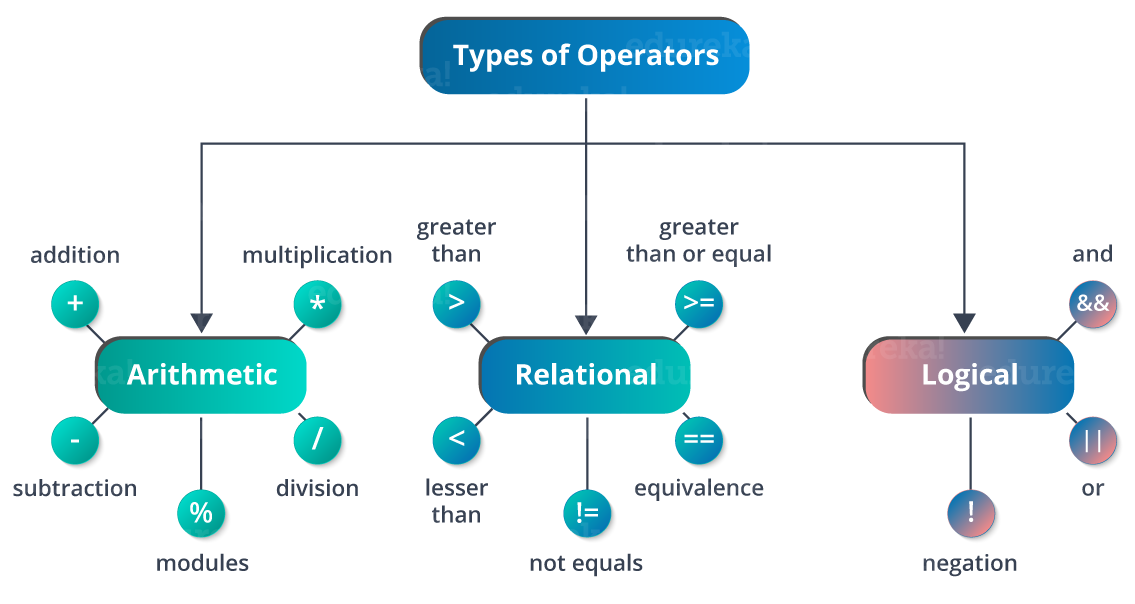 Types of Operators
addition
+
multiplication
*
Arithmetic
-
subtraction
/
division
%
modules
greater
than
>
greater
than or equal
>=
Relational
<
lesser
than
==
equivalence
!=
not equals
and
&&
Logical
||
or
!
negation
edureka!